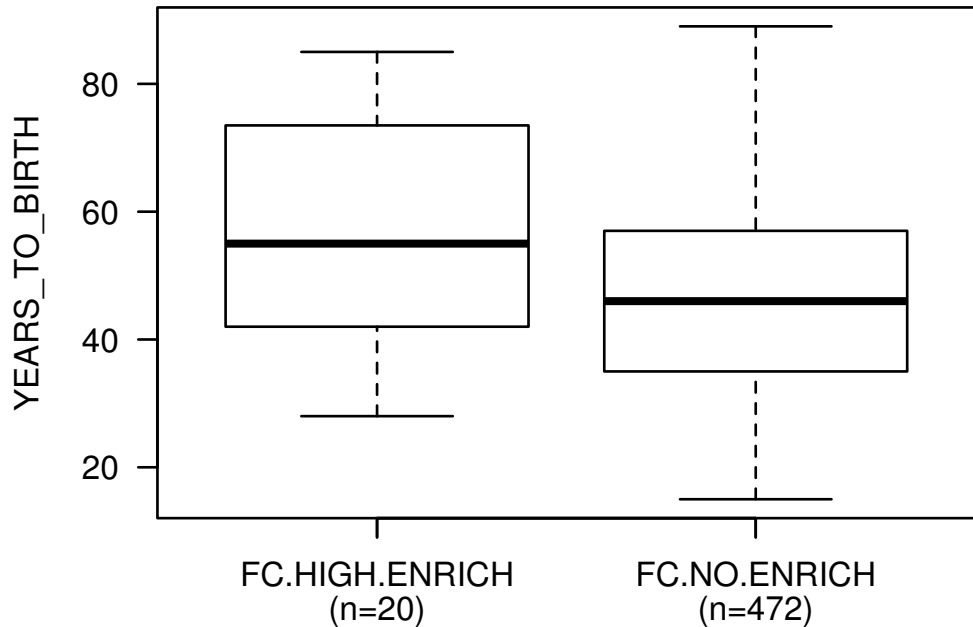 YEARS_TO_BIRTH
80
60
40
20
FC.HIGH.ENRICH
(n=20)
FC.NO.ENRICH
(n=472)